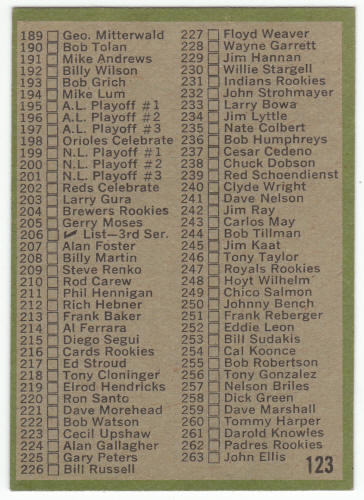 189 Geo. Mitterwald
190 Bob Tolan
191 Mike Andrews
192 Billy Wilson
193 Bob Grich
194 Mike Lum
195 A.L. Playoff #1
196 A.L. Playoff #2
197 A.L. Playoff #3
198 Orioles Celebrate
199 N.L. Playoff #1
200 N.L. Playoff #2
201 N.L. Playoff #3
202 Reds Celebrate
203 Larry Gura
204 Brewers Rookies
205 Gerry Moses
206 List—3rd Ser.
207 Alan Foster
208 Billy Martin
209 Steve Renko
210 Rod Carew
211 Phil Hennigan
212 Rich Hebner
213 Frank Baker
214 Al Ferrara
215 Diego Segui
216 Cards Rookies
217 Ed Stroud
218 Tony Cloninger
219 Elrod Hendricks
220 Ron Santo
221 Dave Morehead
222 Bob Watson
223 Cecil Upshaw
224 Alan Gallagher
225 Gary Peters
226 Bill Russell
227 Floyd Weaver
228 Wayne Garrett
229 Jim Hannan
230 Willie Stargell
231 Indians Rookies
232 John Strohmayer
233 Larry Bowa
234 Jim Lyttle
235 Nate Colbert
236 Bob Humphreys
237 Cesar Cedeno
238 Chuck Dobson
239 Red Schoendienst
240 Clyde Wright
241 Dave Nelson
242 Jim Ray
243 Carlos May
244 Bob Tillman
245 Jim Kaat
246 Tony Taylor
247 Royals Rookies
248 Hoyt Wilhelm
249 Chico Salmon
250 Johnny Bench
251 Frank Reberger
252 Eddie Leon
253 Bill Sudakis
254 Cal Koonce
255 Bob Robertson
256 Tony Gonzalez
257 Nelson Briles
258 Dick Green
259 Dave Marshall
260 Tommy Harper
261 Darold Knowles
262 Padres Rookies
263 John Ellis
123